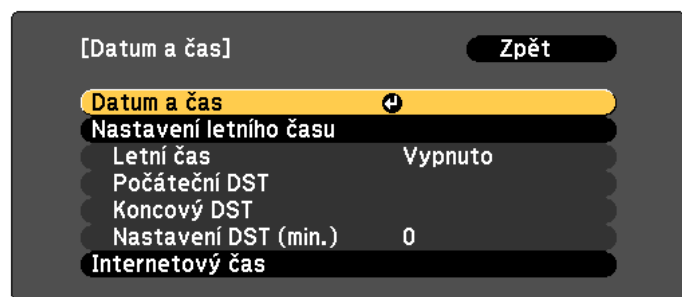 [Datum a čas] Zpět
Datum a čas
Nastavení letního času
Letní čas Vypnuto
Počáteční DST
Koncový DST
Nastavení DST (min.) 0
Internetový čas